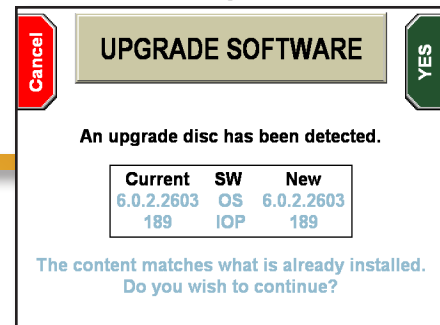 Cancel
UPGRADE SOFTWARE
YES
An upgrade disc has been detected.
Current SW New
6.0.2.2603 OS 6.0.2.2603
189 IOP 189
The content matches what is already installed.
Do you wish to continue?